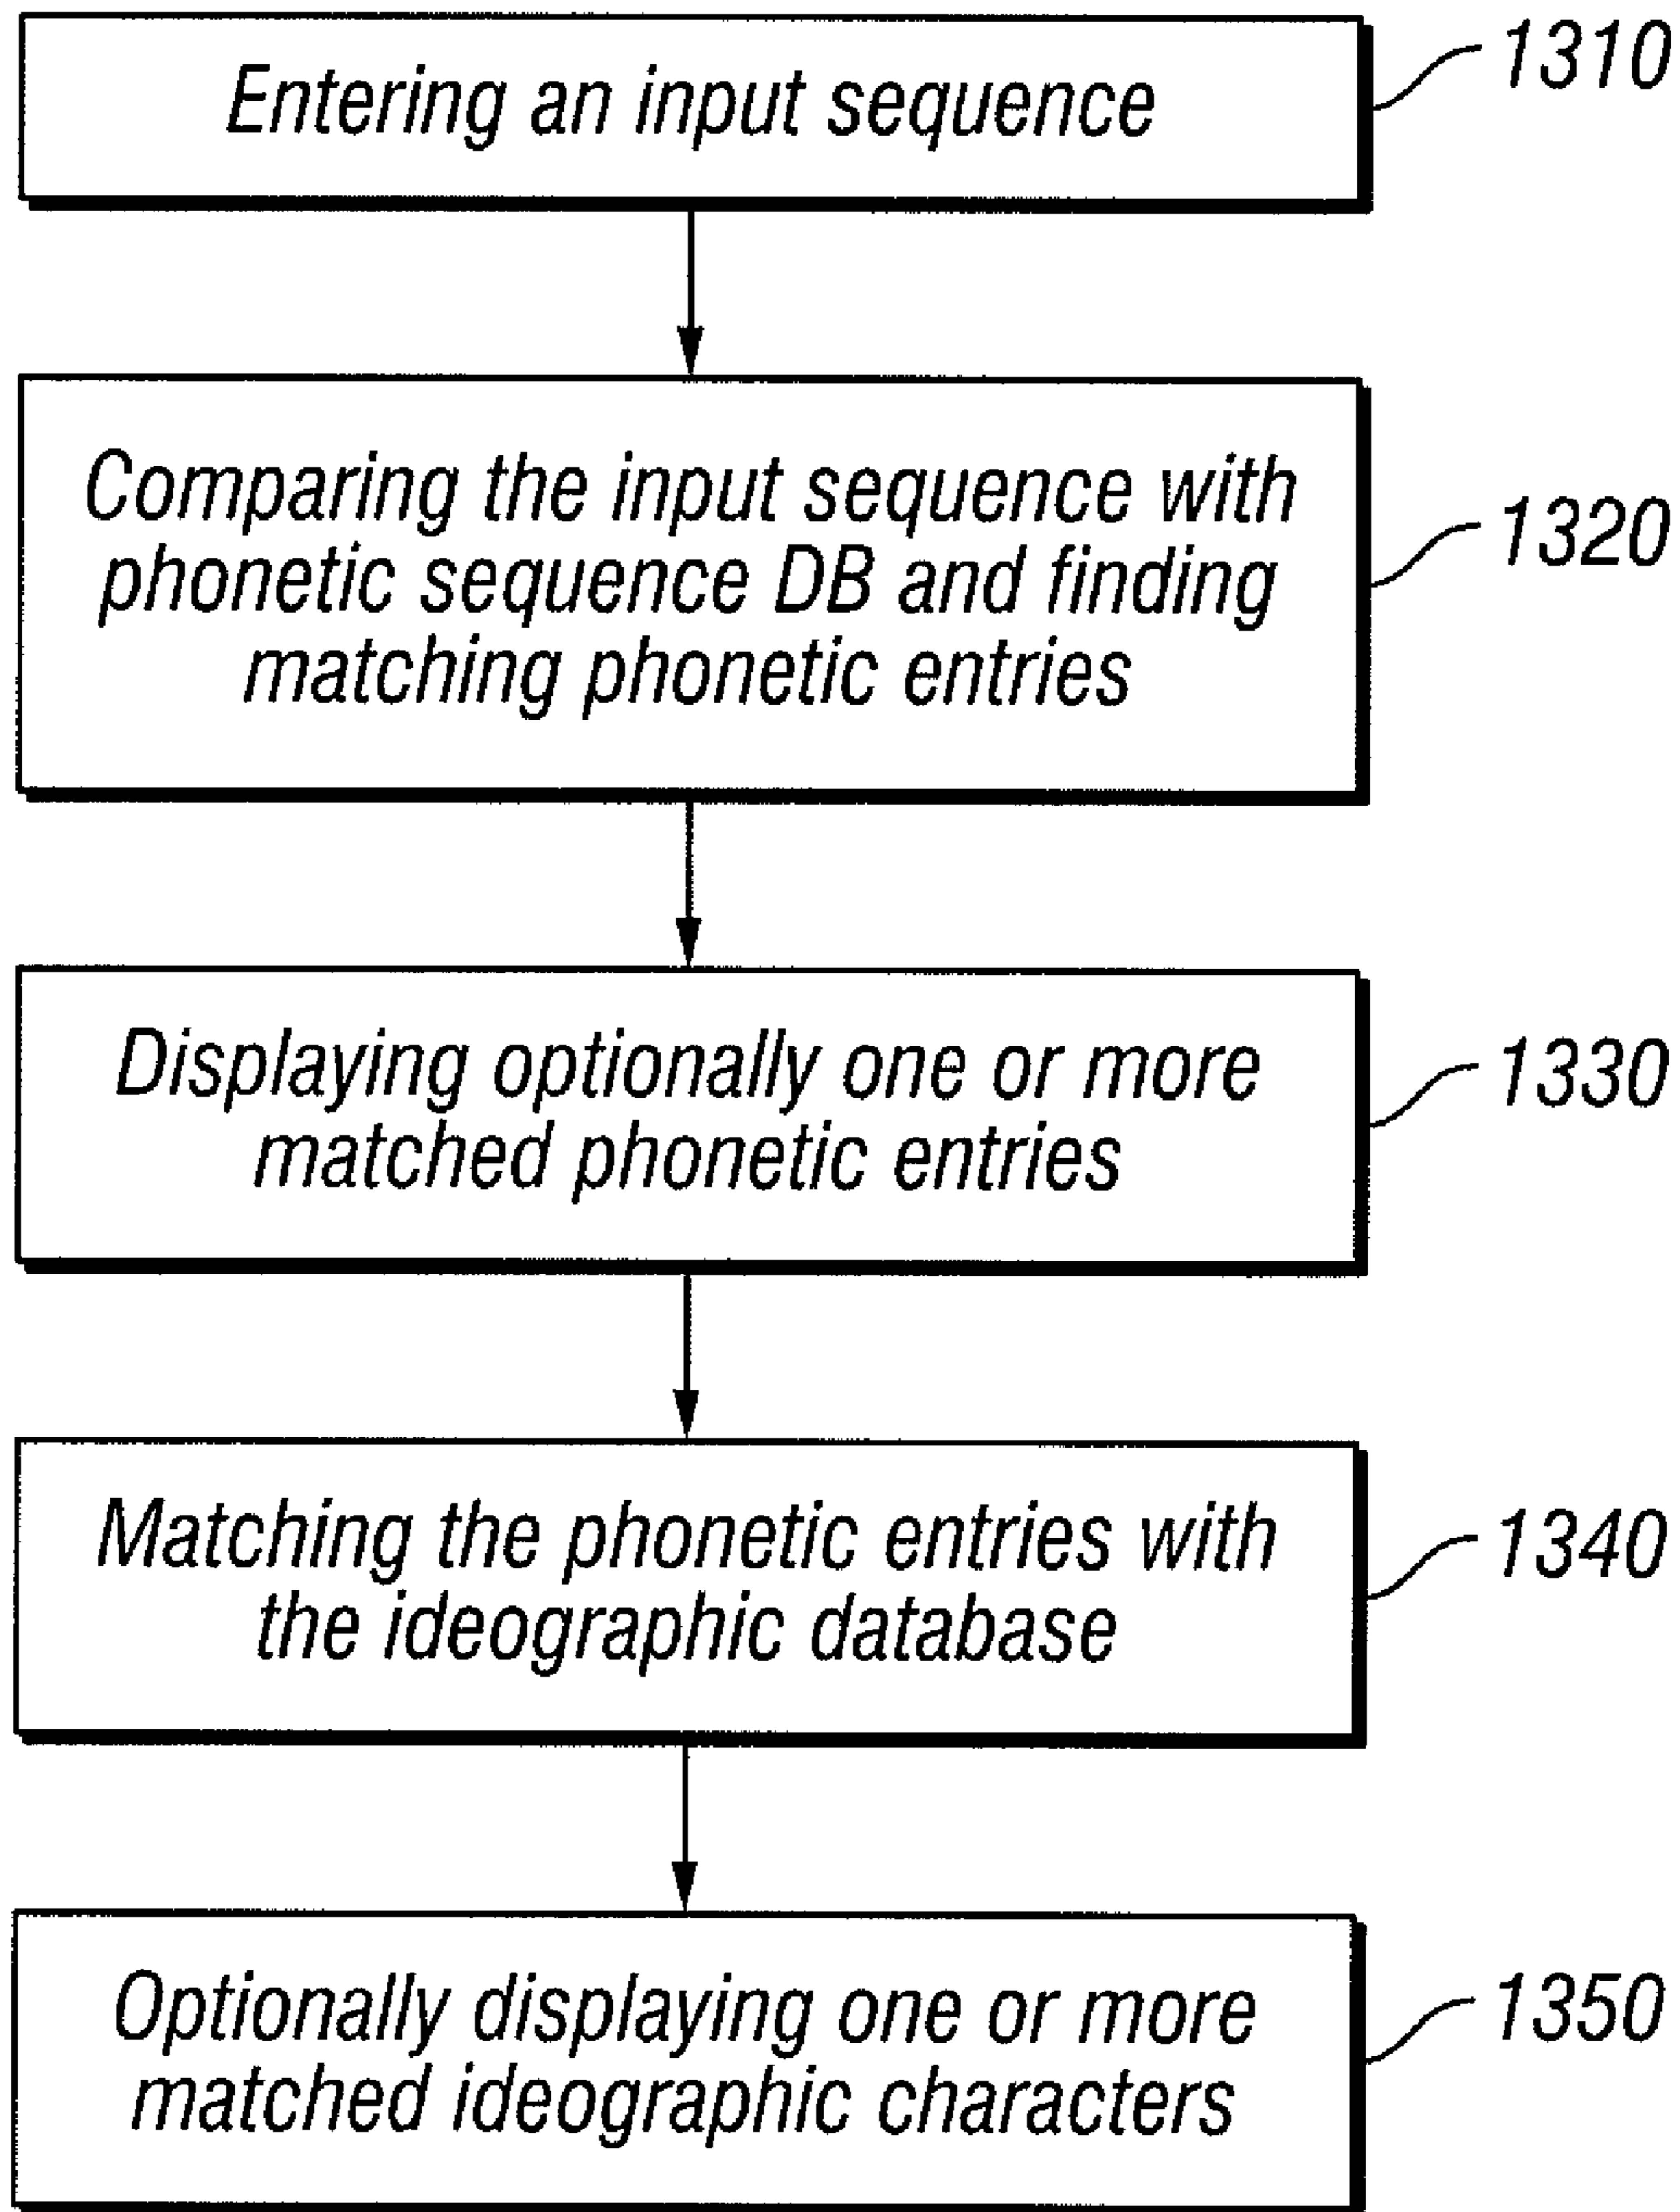 Entering an input sequence
1310
Comparing the input sequence with
phonetic sequence DB and finding
matching phonetic entries
1320
Displaying optionally one or more
matched phonetic entries
1330
Matching the phonetic entries with
the ideographic database
1340
Optionally displaying one or more
matched ideographic characters
1350